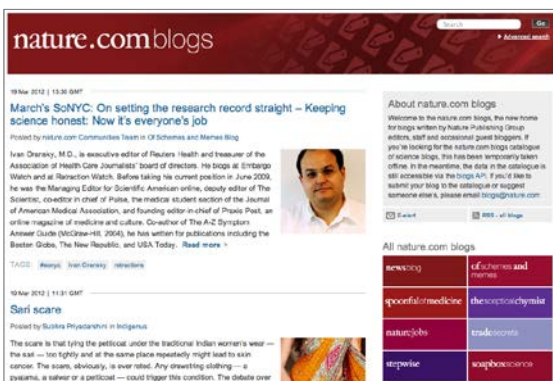 nature.com blogs
Search
Go
Advanced search
19 Mar 2012 | 13:30 GMT
March's SoNYC: On setting the research record straight – Keeping
science honest: Now it's everyone's job
Posted by nature.com Communities Team in Of Schemes and Memes Blog
Ivan Oransky, M.D., is executive editor of Reuters Health and treasurer of the
Association of Health Care Journalists' board of directors. He blogs at Embargo
Watch and at Retraction Watch. Before taking his current position in June 2009,
he was the Managing Editor for Scientific American online, deputy editor of The
Scientist, co-editor in chief of Pulse, the medical student section of the Journal
of American Medical Association, and founding editor-in-chief of Praxis Post, an
online magazine of medicine and culture. Co-author of The A-Z Symptom
Answer Guide (McGraw-Hill, 2004), he has written for publications including the
Boston Globe, The New Republic, and USA Today. Read more
TAGS: #sonyc Ivan Oransky retractions
19 Mar 2012 | 11:31 GMT
Sari scare
Posted by Subhra Priyadarshini in Indigenus
The scare is that tying the petticoat under the traditional Indian women's wear —
the sari — too tightly and at the same place repeatedly might lead to skin
cancer. The scare, obviously, is over rated. Any drawstring clothing — a
pyjama, a salwar or a petticoat — could trigger this condition. The debate over
About nature.com blogs
Welcome to the nature.com blogs, the new home
for blogs written by Nature Publishing Group
editors, staff and occasional guest bloggers. If
you're looking for the nature.com blogs catalogue
of science blogs, this has been temporarily taken
offline. In the meantime, the data in the catalogue is
still accessible via the blogs API. If you'd like to
submit your blog to the catalogue or suggest
someone else's, please email blogs@nature.com
E-alert
RSS - all blogs
All nature.com blogs
newsblog
of schemes and
memes
spoonfulofmedicine
thescepticalchymist
naturejobs
tradesecrets
stepwise
soapboxscience